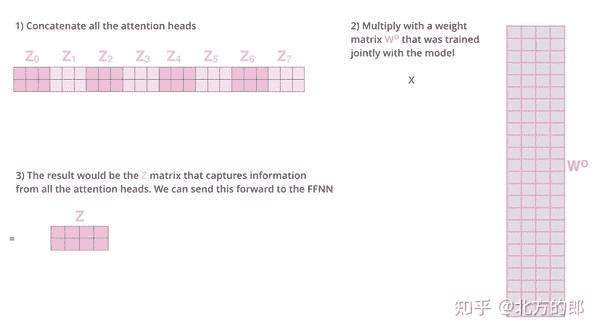 1) Concatenate all the attention heads
Z0 Z1 Z2 Z3 Z4 Z5 Z6 Z7
2) Multiply with a weight
matrix WO that was trained
jointly with the model
X
WO
3) The result would be the Z matrix that captures information
from all the attention heads. We can send this forward to the FFNN
Z
=
知乎 @北方的郎